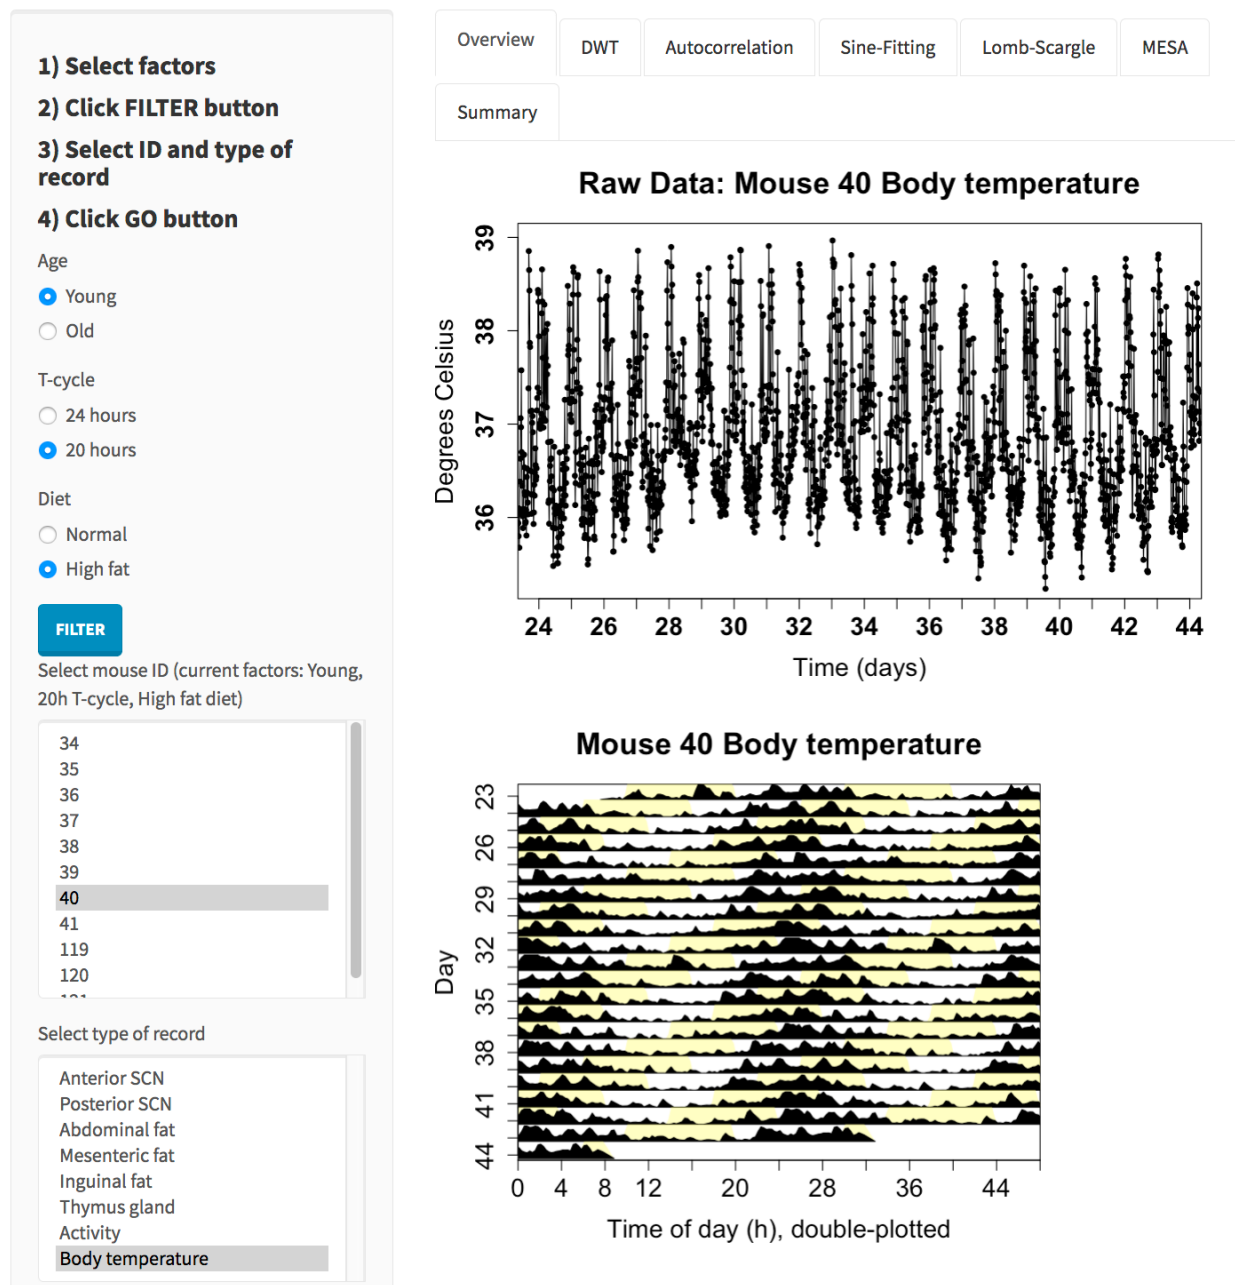 1) Select factors
2) Click FILTER button
3) Select ID and type of
record
4) Click GO button
Age
Young
Old
T-cycle
24 hours
20 hours
Diet
Normal
High fat
FILTER
Select mouse ID (current factors: Young,
20h T-cycle, High fat diet)
34
35
36
37
38
39
40
41
119
120
Select type of record
Anterior SCN
Posterior SCN
Abdominal fat
Mesenteric fat
Inguinal fat
Thymus gland
Activity
Body temperature
Overview DWT Autocorrelation Sine-Fitting Lomb-Scargle MESA
Summary
Raw Data: Mouse 40 Body temperature
Degrees Celsius
39
38
37
36
24 26 28 30 32 34 36 38 40 42 44
Time (days)
Mouse 40 Body temperature
Day
23
26
29
32
35
38
41
44
0 4 8 12 20 28 36 44
Time of day (h), double-plotted